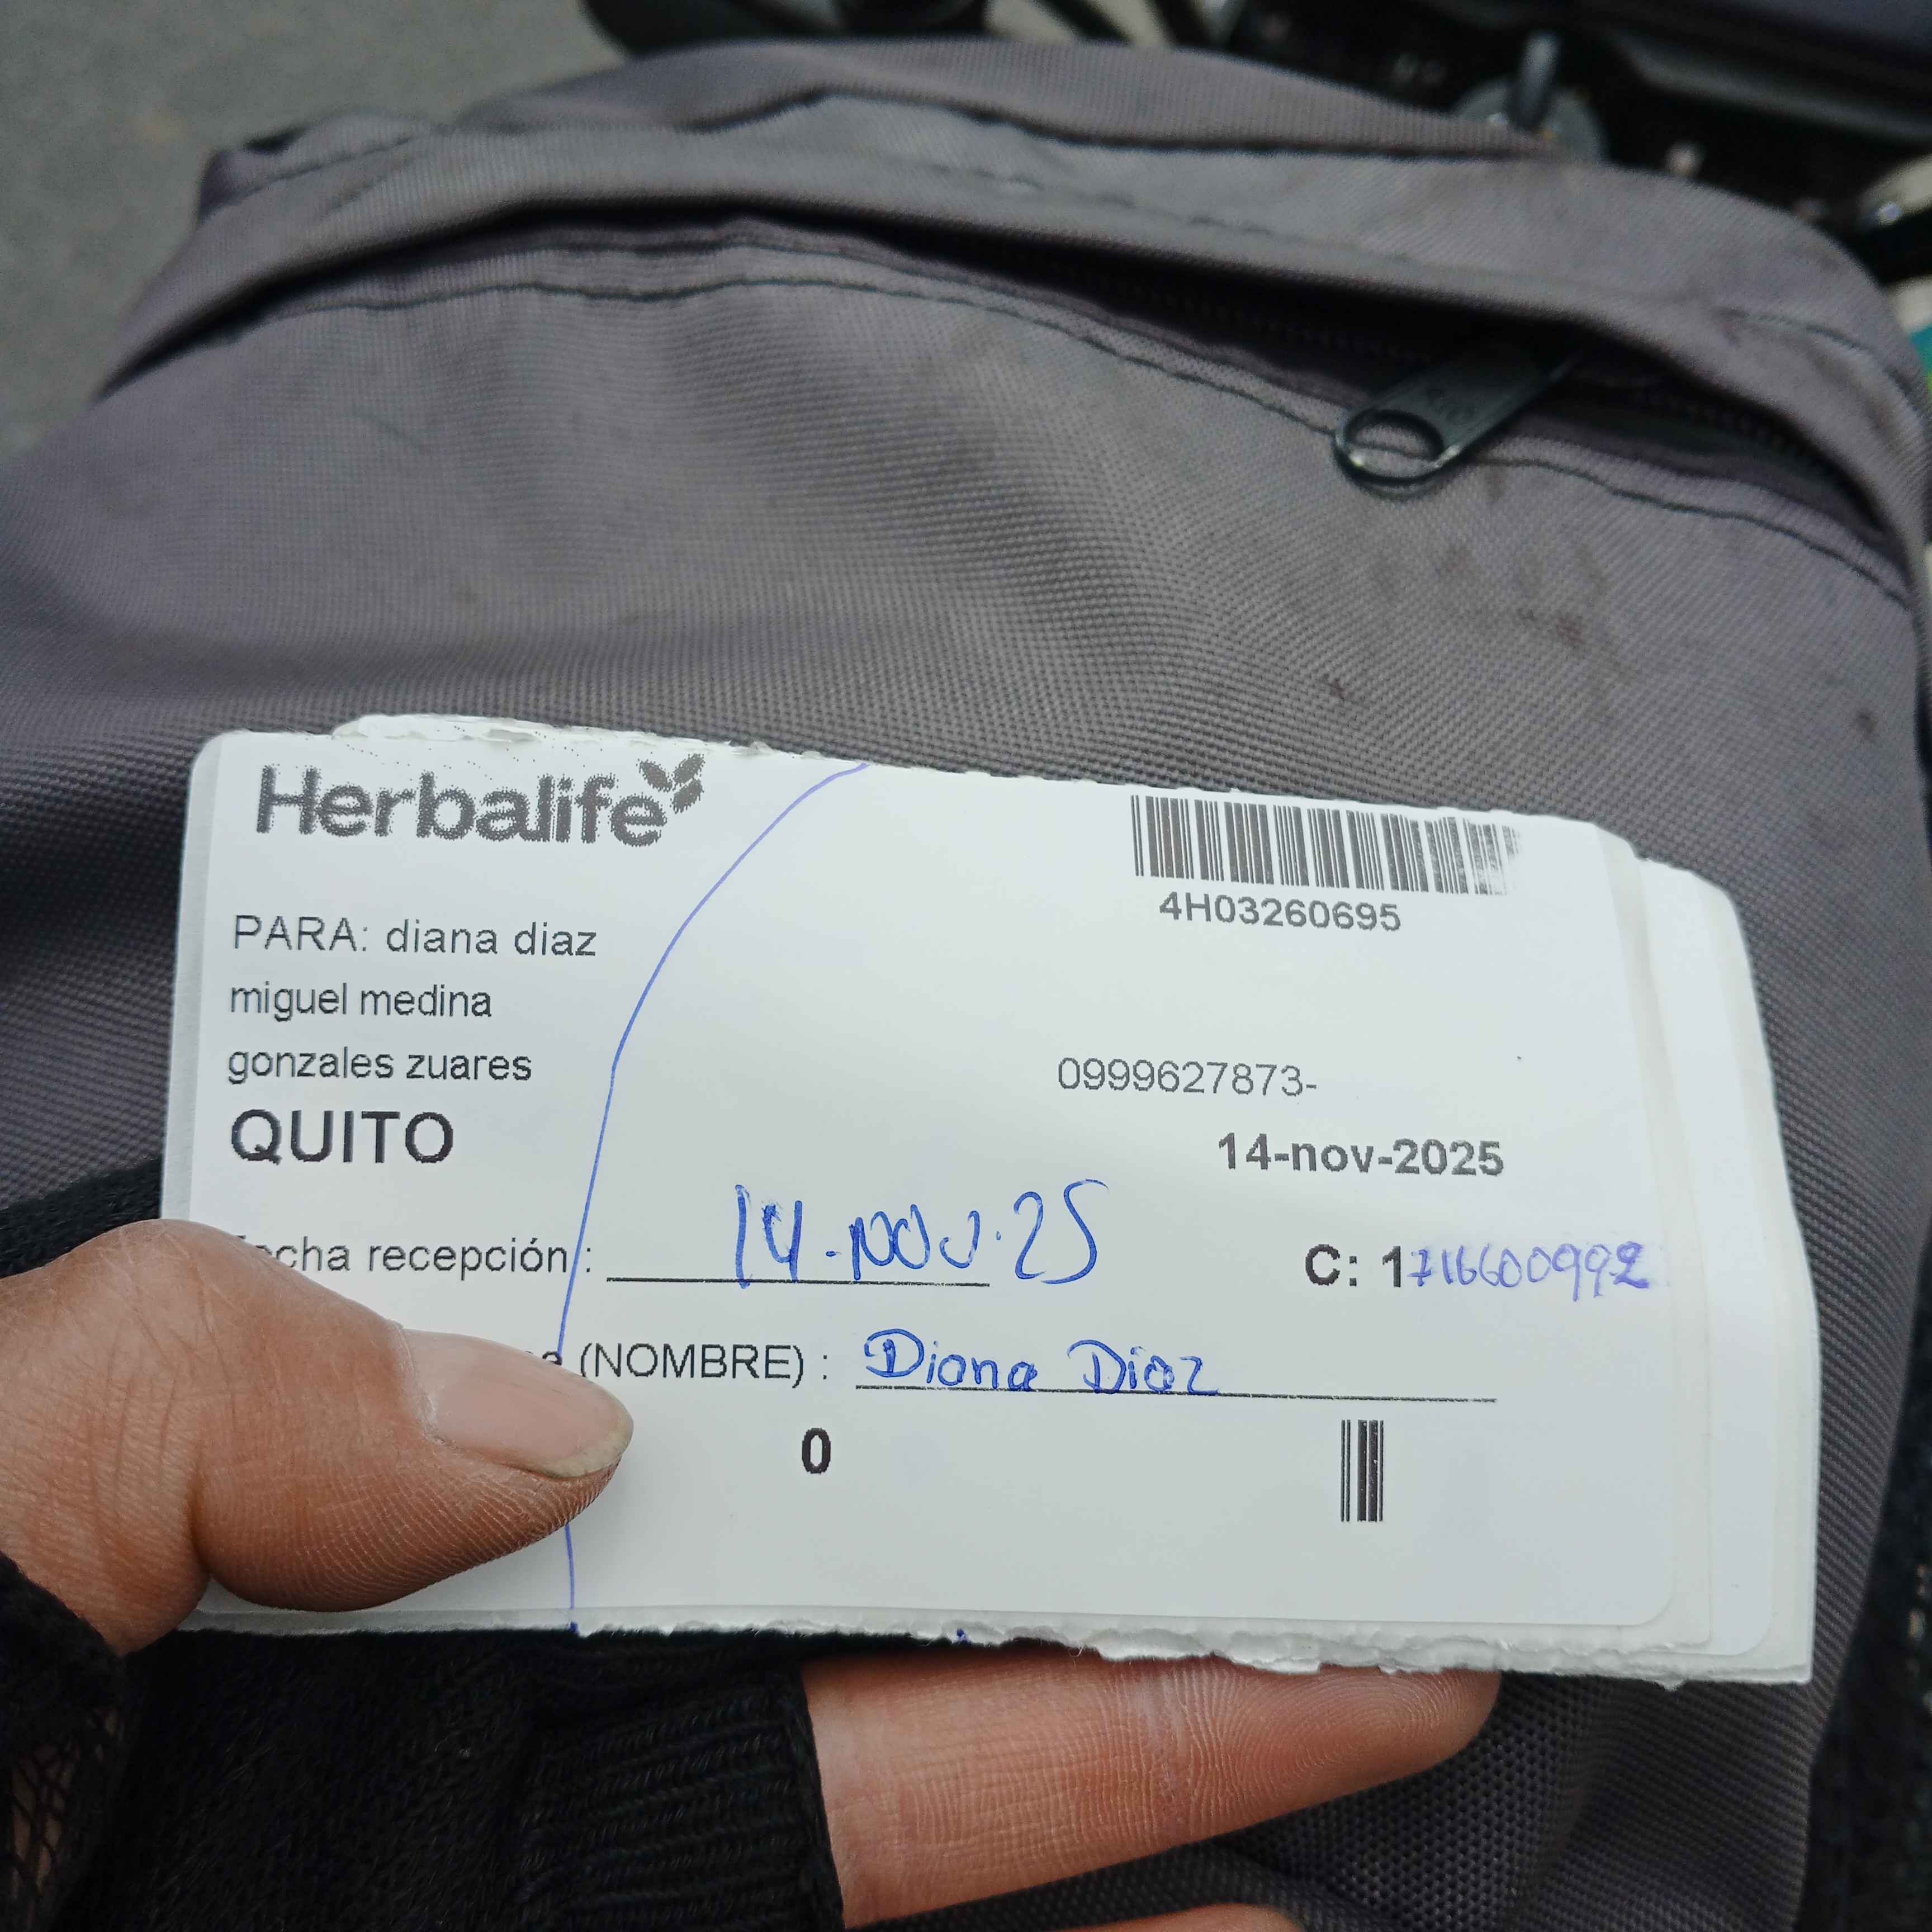 Herbalife
4H03260695
PARA: diana diaz
miguel medina
gonzales zuares
0999627873-
QUITO
14-nov-2025
fecha recepción : 14-nov.25
C: 1716600992
(NOMBRE) : Diana Diaz
0